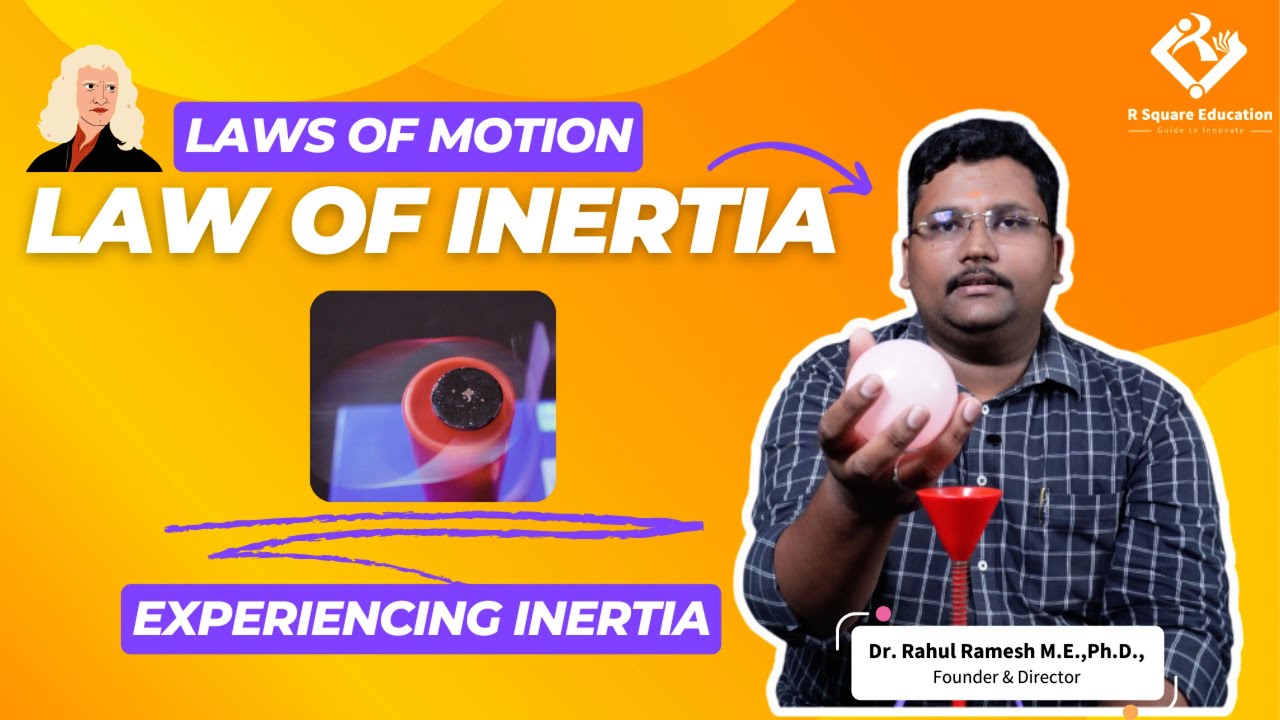 R Square Education
Guide to Innovate
LAWS OF MOTION
LAW OF INERTIA
EXPERIENCING INERTIA
Dr. Rahul Ramesh M.E.,Ph.D.,
Founder & Director